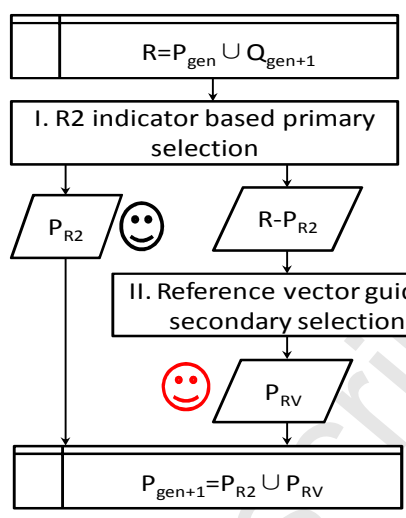 R=P_gen ∪ Q_gen+1
I. R2 indicator based primary
selection
P_R2
R-P_R2
II. Reference vector guid
secondary selection
P_RV
P_gen+1=P_R2 ∪ P_RV